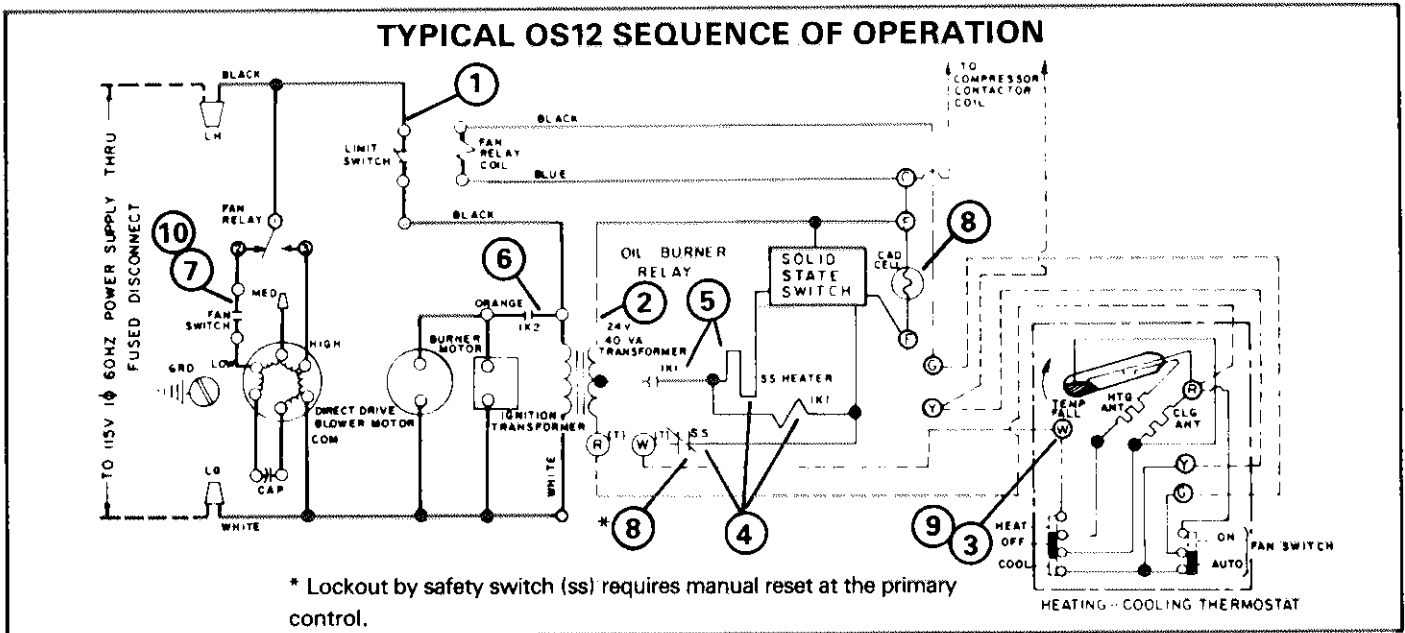 TYPICAL OS12 SEQUENCE OF OPERATION
BLACK
1
TO
COMPRESSOR
CONTACTOR
COIL
LH
LIMIT
SWITCH
BLACK
FAN
RELAY
COIL
BLUE
C
TO 115V 1ϕ 60HZ POWER SUPPLY THRU
FUSED DISCONNECT
FAN
RELAY
1
BLACK
10
7
2
3
F
8
6
OIL BURNER
RELAY
SOLID
STATE
SWITCH
CAD
CELL
MED
ORANGE
1K2
2
5
FAN
SWITCH
24V
40 VA
TRANSFORMER
BURNER
MOTOR
1K1
F
LOW
HIGH
GRD
SS HEATER
G
1K1
Y
TEMP
FALL
HTG
ANT
CLG
ANT
R
DIRECT DRIVE
BLOWER MOTOR
COM
IGNITION
TRANSFORMER
W
R
(T)
W
(T)
SS
Y
G
LG
CAP
WHITE
WHITE
* 8
4
9
3
HEAT
OFF
COOL
ON
AUTO
FAN SWITCH
* Lockout by safety switch (ss) requires manual reset at the primary
control.
HEATING - COOLING THERMOSTAT